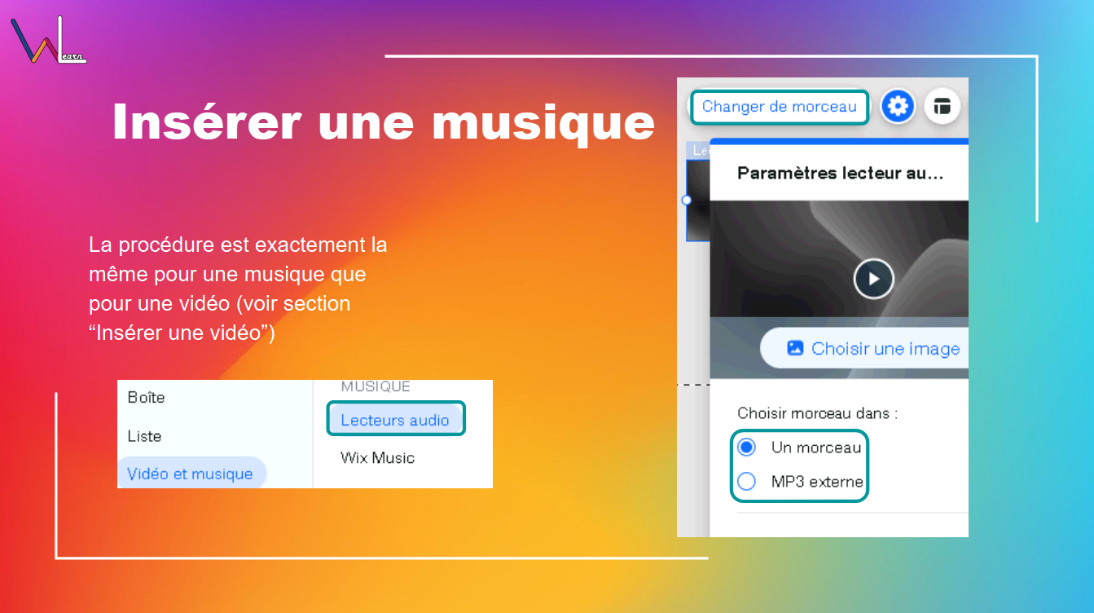 WLearn
Insérer une musique
La procédure est exactement la
même pour une musique que
pour une vidéo (voir section
“Insérer une vidéo”)
Boîte
Liste
Vidéo et musique
MUSIQUE
Lecteurs audio
Wix Music
Changer de morceau
Le
Paramètres lecteur au...
Choisir une image
Choisir morceau dans :
Un morceau
MP3 externe